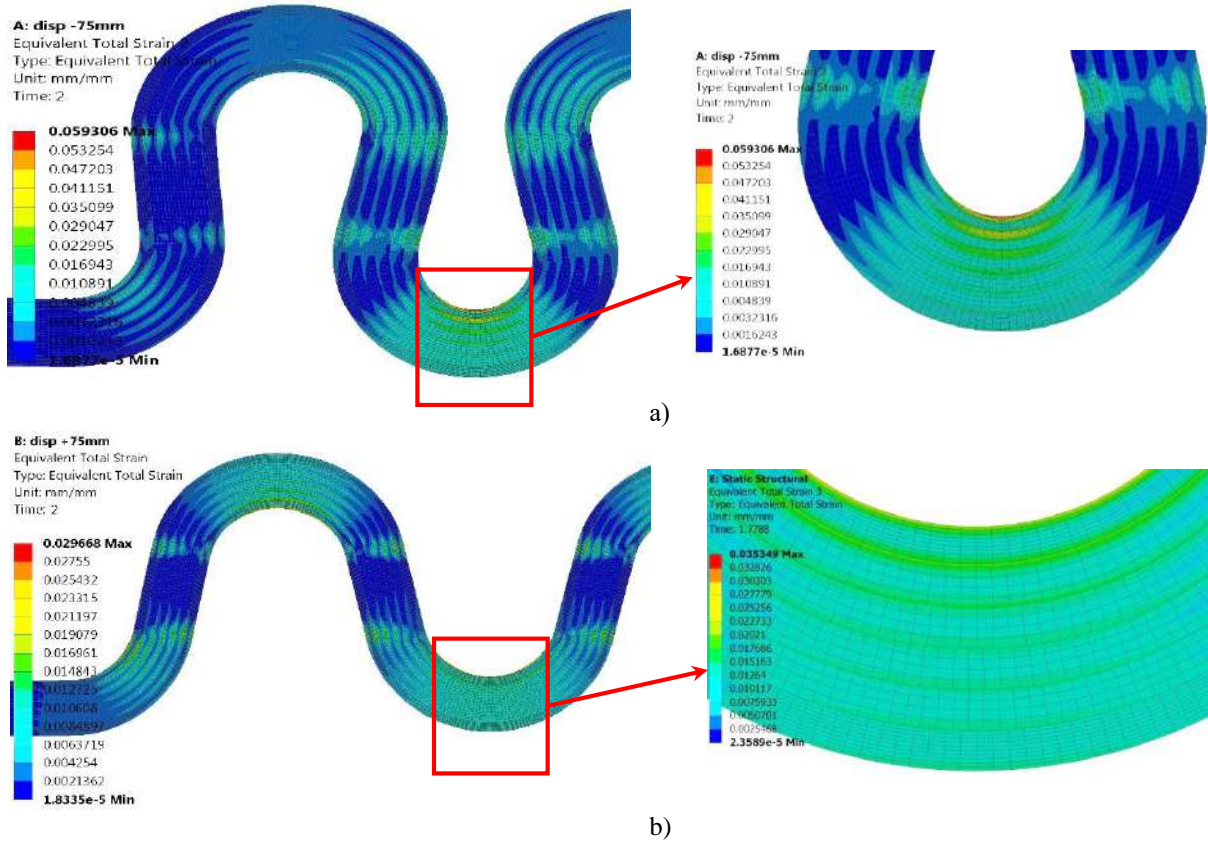 A: disp -75mm
Equivalent Total Strain
Type: Equivalent Total Strain
Unit: mm/mm
Time: 2
0.059306 Max
0.053254
0.047203
0.041151
0.035099
0.029047
0.022995
0.016943
0.010891
Min
A: disp -75mm
Equivalent Total Strain
Type: Equivalent Total Strain
Unit: mm/mm
Time: 2
0.059306 Max
0.053254
0.047203
0.041151
0.035099
0.029047
0.022995
0.016943
0.010891
0.004839
0.0032316
0.0016243
1.6877e-5 Min
a)
B: disp +75mm
Equivalent Total Strain
Type: Equivalent Total Strain
Unit: mm/mm
Time: 2
0.029668 Max
0.02755
0.025432
0.023315
0.021197
0.019079
0.016961
0.014843
0.012725
0.010608
0.0084897
0.0063719
0.004254
0.0021362
1.8335e-5 Min
E: Static Structural
Equivalent Total Strain 3
Type: Equivalent Total Strain
Unit: mm/mm
Time: 1.7788
0.035349 Max
0.032826
0.030303
0.027779
0.025256
0.022733
0.02021
0.017686
0.015163
0.01264
0.010117
0.0075933
0.0050701
0.0025468
2.3589e-5 Min
b)